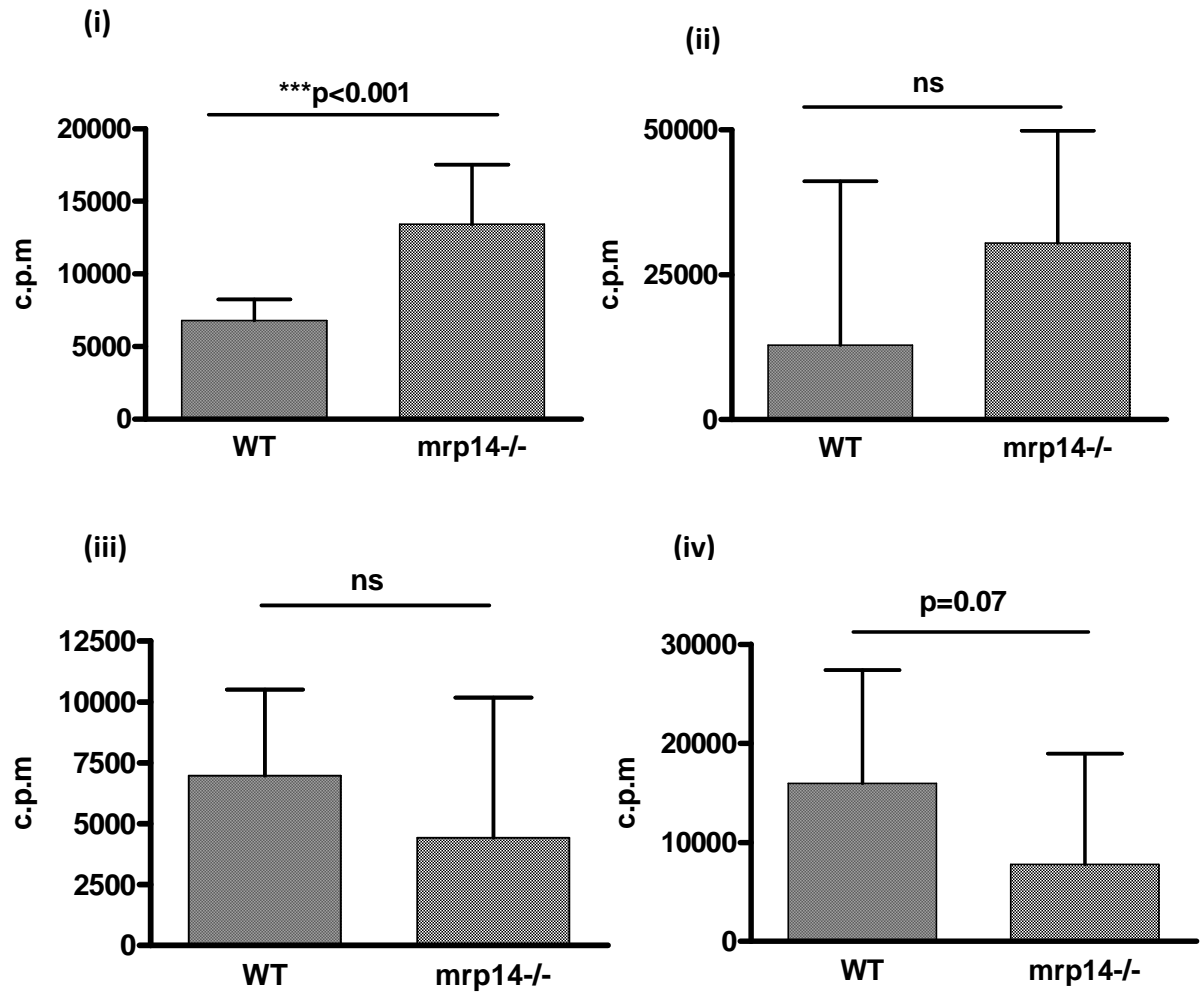 (i)
***p<0.001
20000
15000
10000
5000
0
c.p.m
WT mrp14-/-
(ii)
ns
50000
25000
0
c.p.m
WT mrp14-/-
(iii)
ns
12500
10000
7500
5000
2500
0
c.p.m
WT mrp14-/-
(iv)
p=0.07
30000
20000
10000
0
c.p.m
WT mrp14-/-